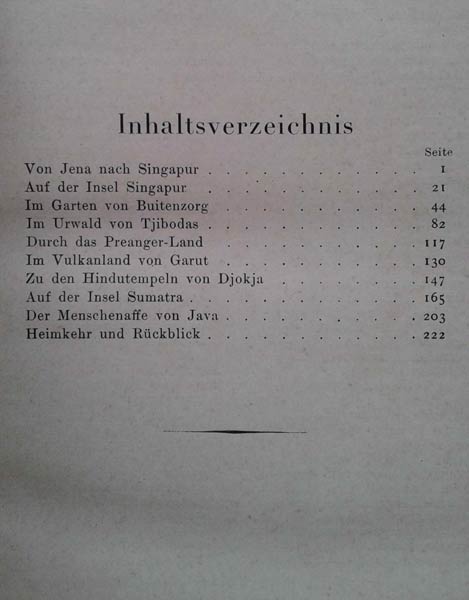 Inhaltsverzeichnis
Seite
Von Jena nach Singapur . . . . . . . . . . . . 1
Auf der Insel Singapur . . . . . . . . . . . . 21
Im Garten von Buitenzorg . . . . . . . . . . . 44
Im Urwald von Tjibodas . . . . . . . . . . . . 82
Durch das Preanger-Land . . . . . . . . . . . 117
Im Vulkanland von Garut . . . . . . . . . . . 130
Zu den Hindutempeln von Djokja . . . . . . . . 147
Auf der Insel Sumatra . . . . . . . . . . . . . 165
Der Menschenaffe von Java . . . . . . . . . . . 203
Heimkehr und Rückblick . . . . . . . . . . . . 222